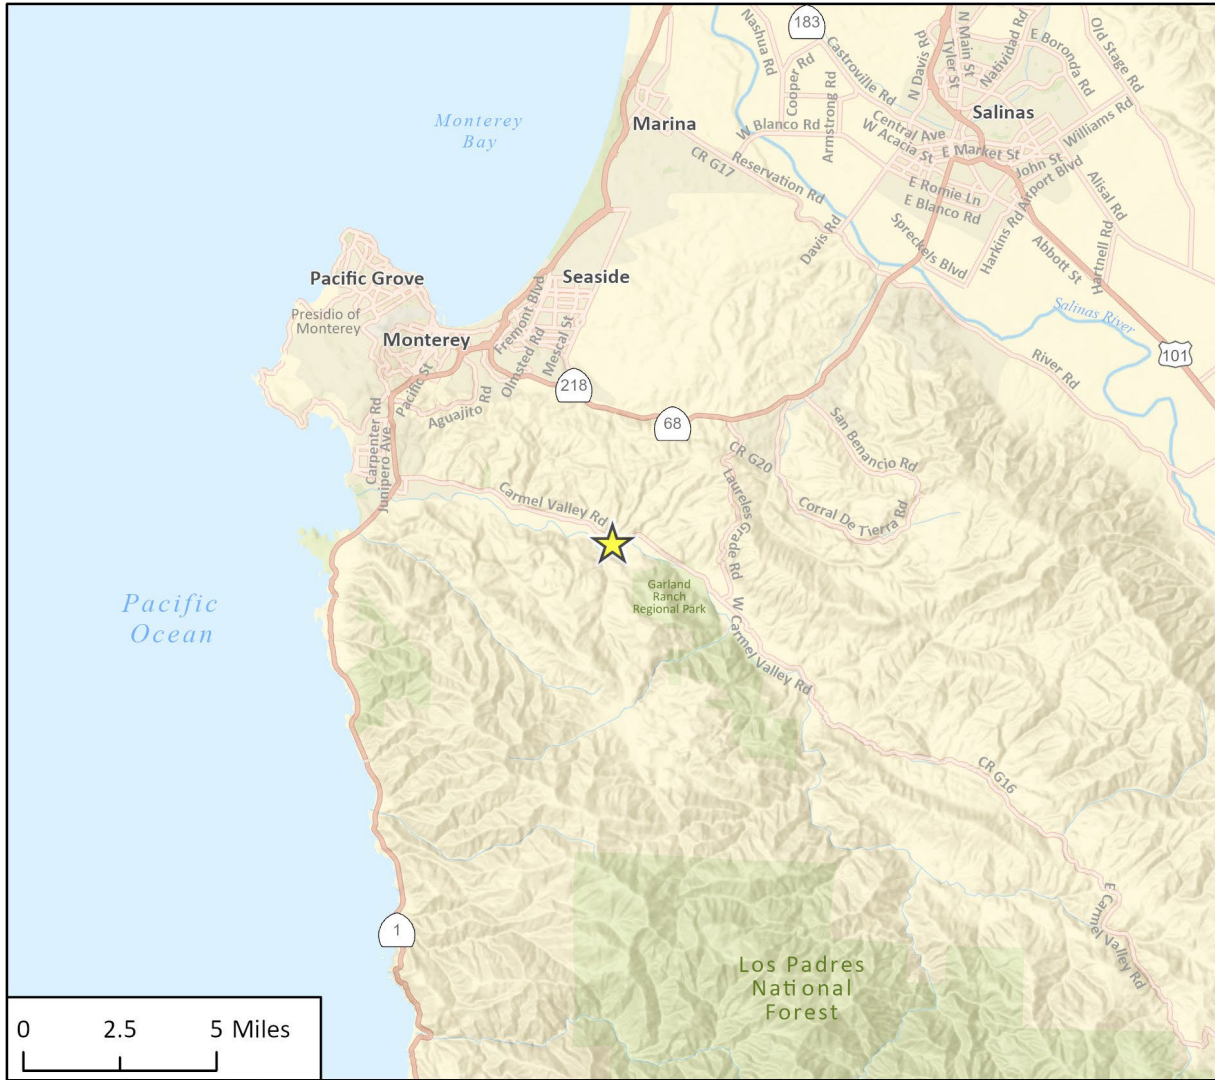 183
Nashua Rd
Cooper Rd
Armstrong Rd
Castroville Rd
N Davis Rd
Tyler St
N Main St
Natividad Rd
E Boronda Rd
Old Stage Rd
Monterey
Bay
Marina
W Blanco Rd
Central Ave
W Acacia St
Salinas
Williams Rd
E Market St
John St
Airport Blvd
CR G17
Reservation Rd
E Romie Ln
E Blanco Rd
Alisal Rd
Davis Rd
Spreckels Blvd
Harkins Rd
Abbott St
Hartnell Rd
Pacific Grove
Seaside
Presidio of
Monterey
Monterey
Fremont Blvd
Olmsted Rd
Mescal St
Salinas River
101
River Rd
218
68
Pacific St
Aguajito Rd
Carpenter Rd
Junipero Ave
San Benancio Rd
CR G20
Laureles Grade Rd
Corral De Tierra Rd
Carmel Valley Rd
Garland
Ranch
Regional Park
Pacific
Ocean
W Carmel Valley Rd
CR G16
E Carmel Valley Rd
1
Los Padres
National
Forest
0 2.5 5 Miles